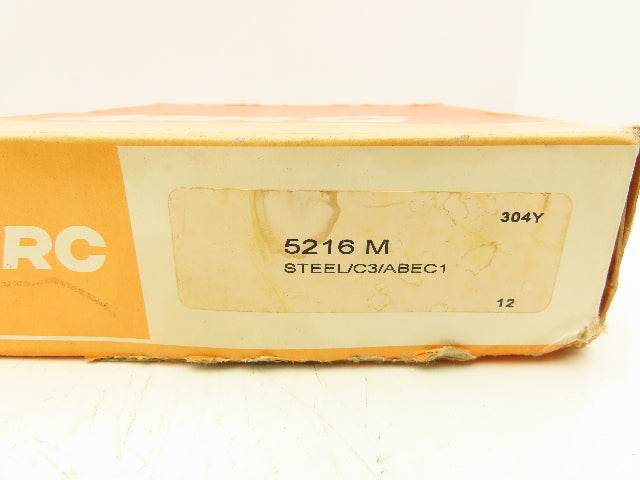 RC
304Y
5216 M
STEEL/C3/ABEC1
12